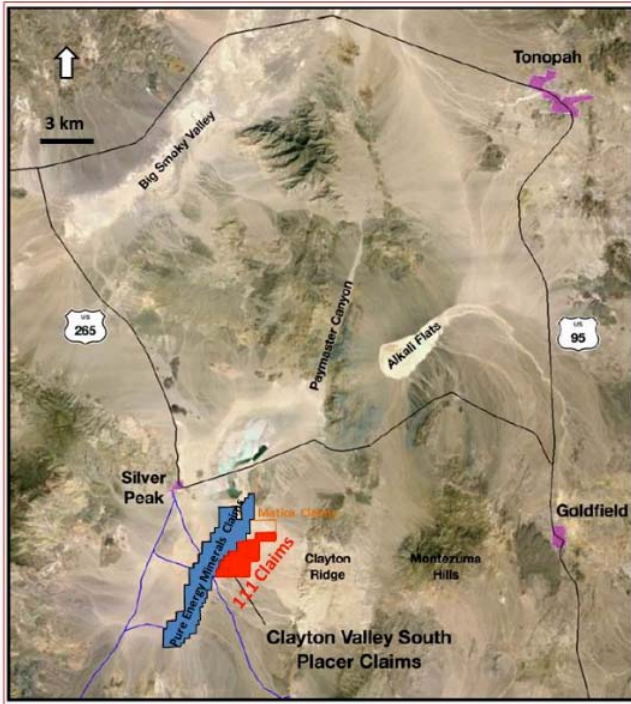 Tonopah
3 km
Big Smoky Valley
US
265
Paymaster Canyon
Alkali Flats
US
95
Silver
Peak
Goldfield
Pure Energy Minerals Claims
Matica Claims
111 Claims
Clayton
Ridge
Montezuma
Hills
Clayton Valley South
Placer Claims